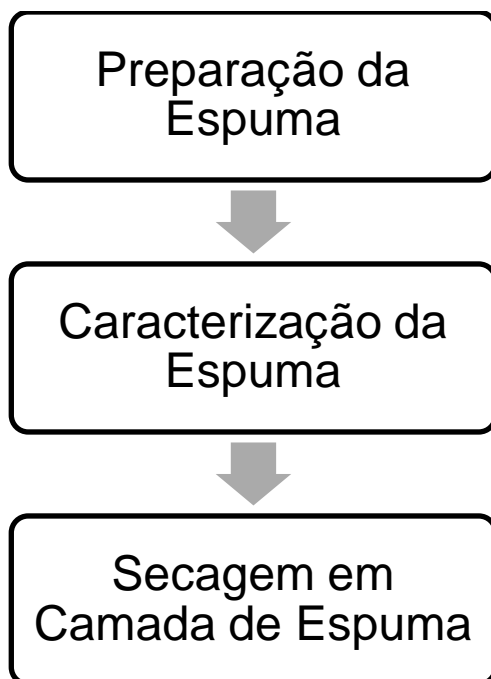 Preparação da
Espuma
Caracterização da
Espuma
Secagem em
Camada de Espuma